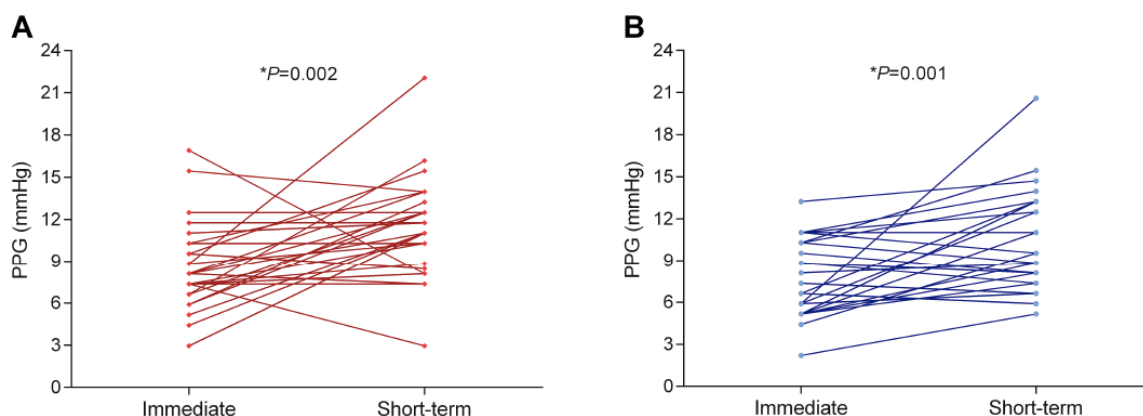 A
*P=0.002
PPG (mmHg)
24
21
18
15
12
9
6
3
0
Immediate Short-term
B
*P=0.001
PPG (mmHg)
24
21
18
15
12
9
6
3
0
Immediate Short-term